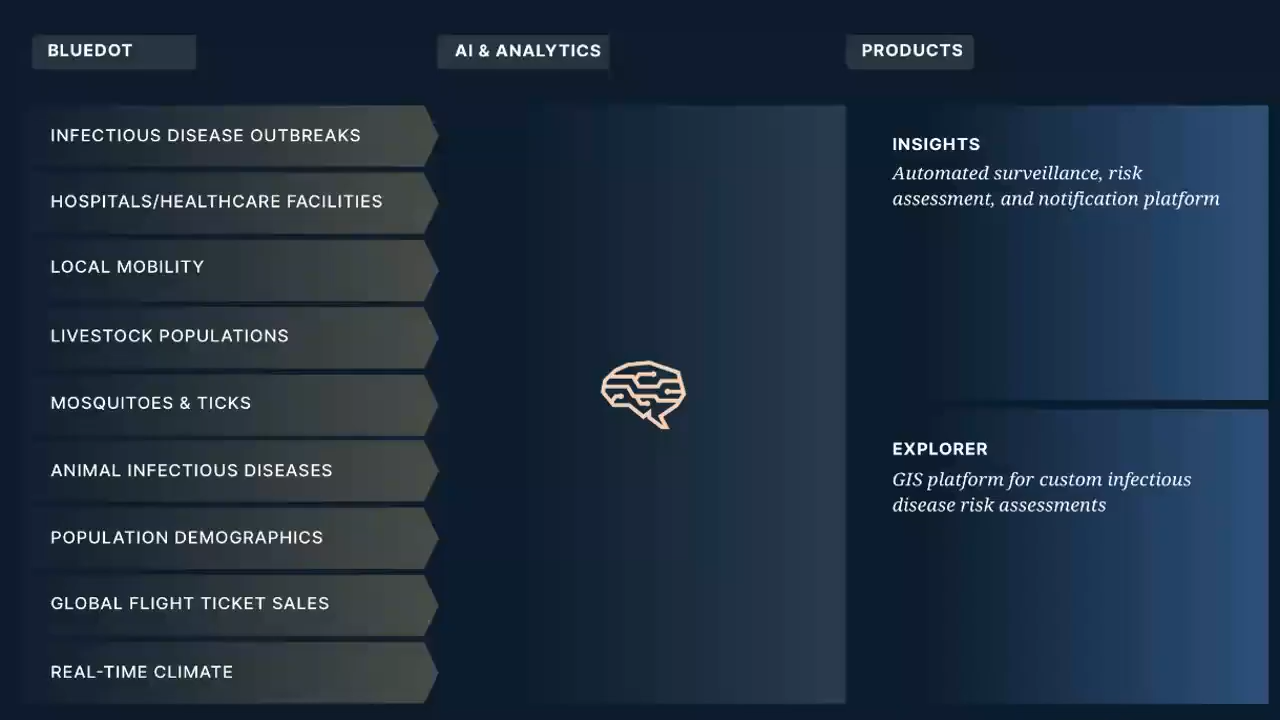 BLUEDOT
INFECTIOUS DISEASE OUTBREAKS
HOSPITALS/HEALTHCARE FACILITIES
LOCAL MOBILITY
LIVESTOCK POPULATIONS
MOSQUITOES & TICKS
ANIMAL INFECTIOUS DISEASES
POPULATION DEMOGRAPHICS
GLOBAL FLIGHT TICKET SALES
REAL-TIME CLIMATE
AI & ANALYTICS
PRODUCTS
INSIGHTS
Automated surveillance, risk
assessment, and notification platform
EXPLORER
GIS platform for custom infectious
disease risk assessments